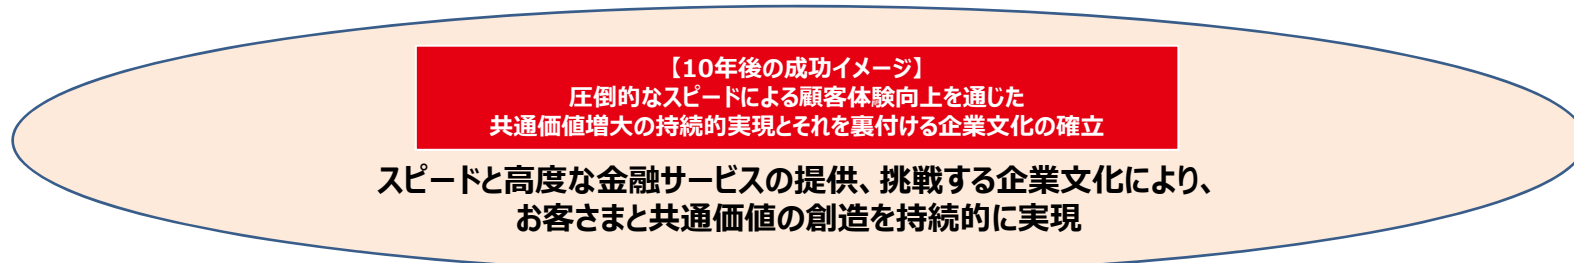 【10年後の成功イメージ】
圧倒的なスピードによる顧客体験向上を通じた
共通価値増大の持続的実現とそれを裏付ける企業文化の確立
スピードと高度な金融サービスの提供、挑戦する企業文化により、
お客さまと共通価値の創造を持続的に実現